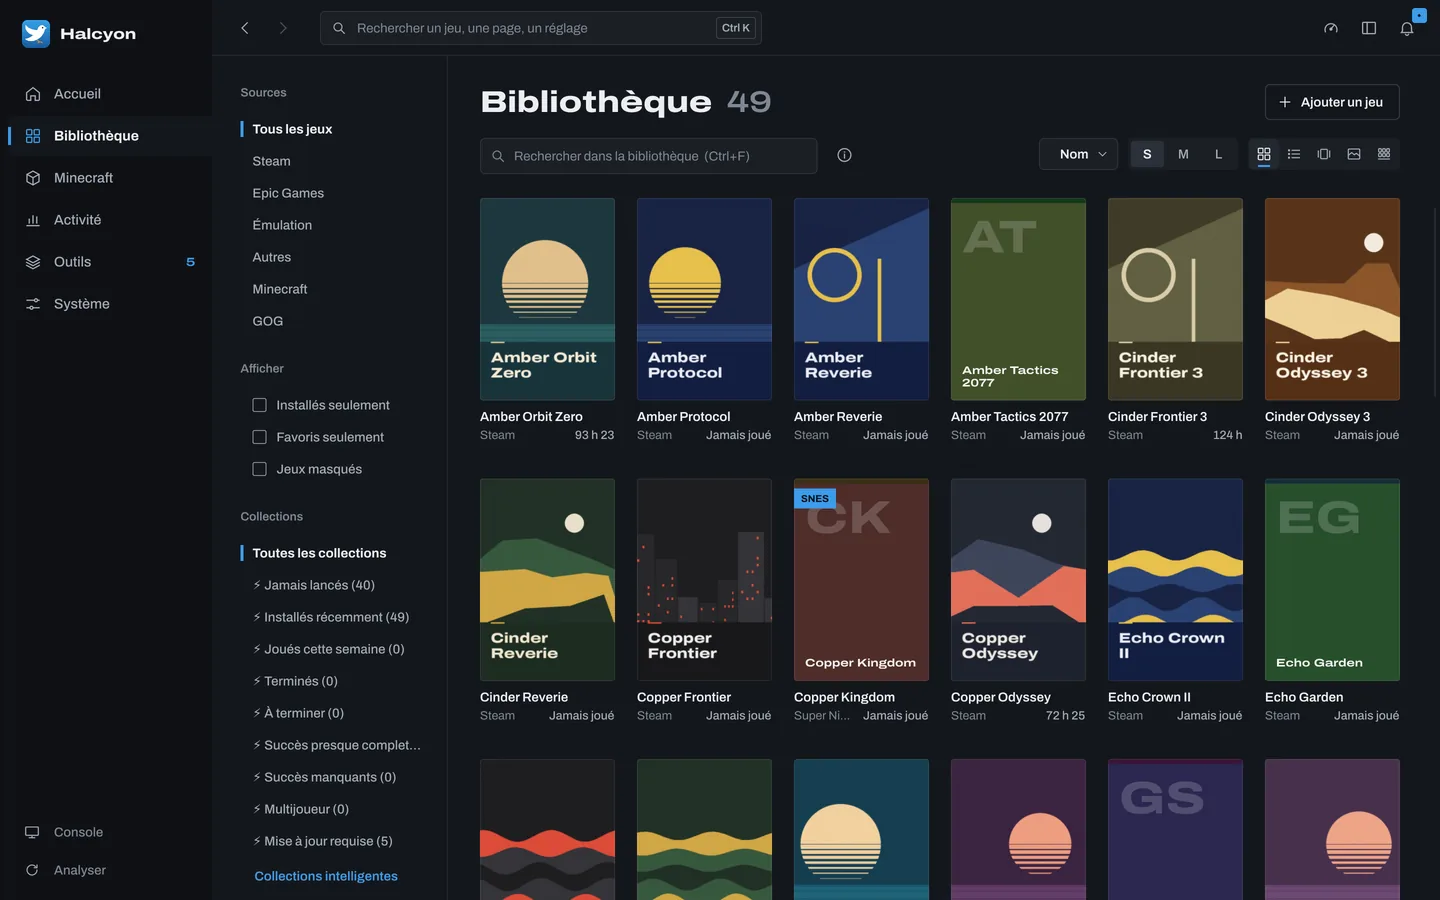 Halcyon
Rechercher un jeu, une page, un réglage
Ctrl K
Accueil
Bibliothèque
Minecraft
Activité
Outils 5
Système
Console
Analyser
Sources
Tous les jeux
Steam
Epic Games
Émulation
Autres
Minecraft
GOG
Afficher
Installés seulement
Favoris seulement
Jeux masqués
Collections
Toutes les collections
⚡ Jamais lancés (40)
⚡ Installés récemment (49)
⚡ Joués cette semaine (0)
⚡ Terminés (0)
⚡ À terminer (0)
⚡ Succès presque complet...
⚡ Succès manquants (0)
⚡ Multijoueur (0)
⚡ Mise à jour requise (5)
Collections intelligentes
Bibliothèque 49
Ajouter un jeu
Rechercher dans la bibliothèque (Ctrl+F)
Nom
S M L
Amber Orbit
Zero
Amber Orbit Zero
Steam 93 h 23
Amber
Protocol
Amber Protocol
Steam Jamais joué
Amber
Reverie
Amber Reverie
Steam Jamais joué
AT
Amber Tactics
2077
Amber Tactics 2077
Steam Jamais joué
Cinder
Frontier 3
Cinder Frontier 3
Steam 124 h
Cinder
Odyssey 3
Cinder Odyssey 3
Steam Jamais joué
Cinder
Reverie
Cinder Reverie
Steam Jamais joué
Copper
Frontier
Copper Frontier
Steam Jamais joué
SNES
CK
Copper Kingdom
Copper Kingdom
Super Ni... Jamais joué
Copper
Odyssey
Copper Odyssey
Steam 72 h 25
Echo Crown
II
Echo Crown II
Steam Jamais joué
EG
Echo Garden
Echo Garden
Steam Jamais joué
GS